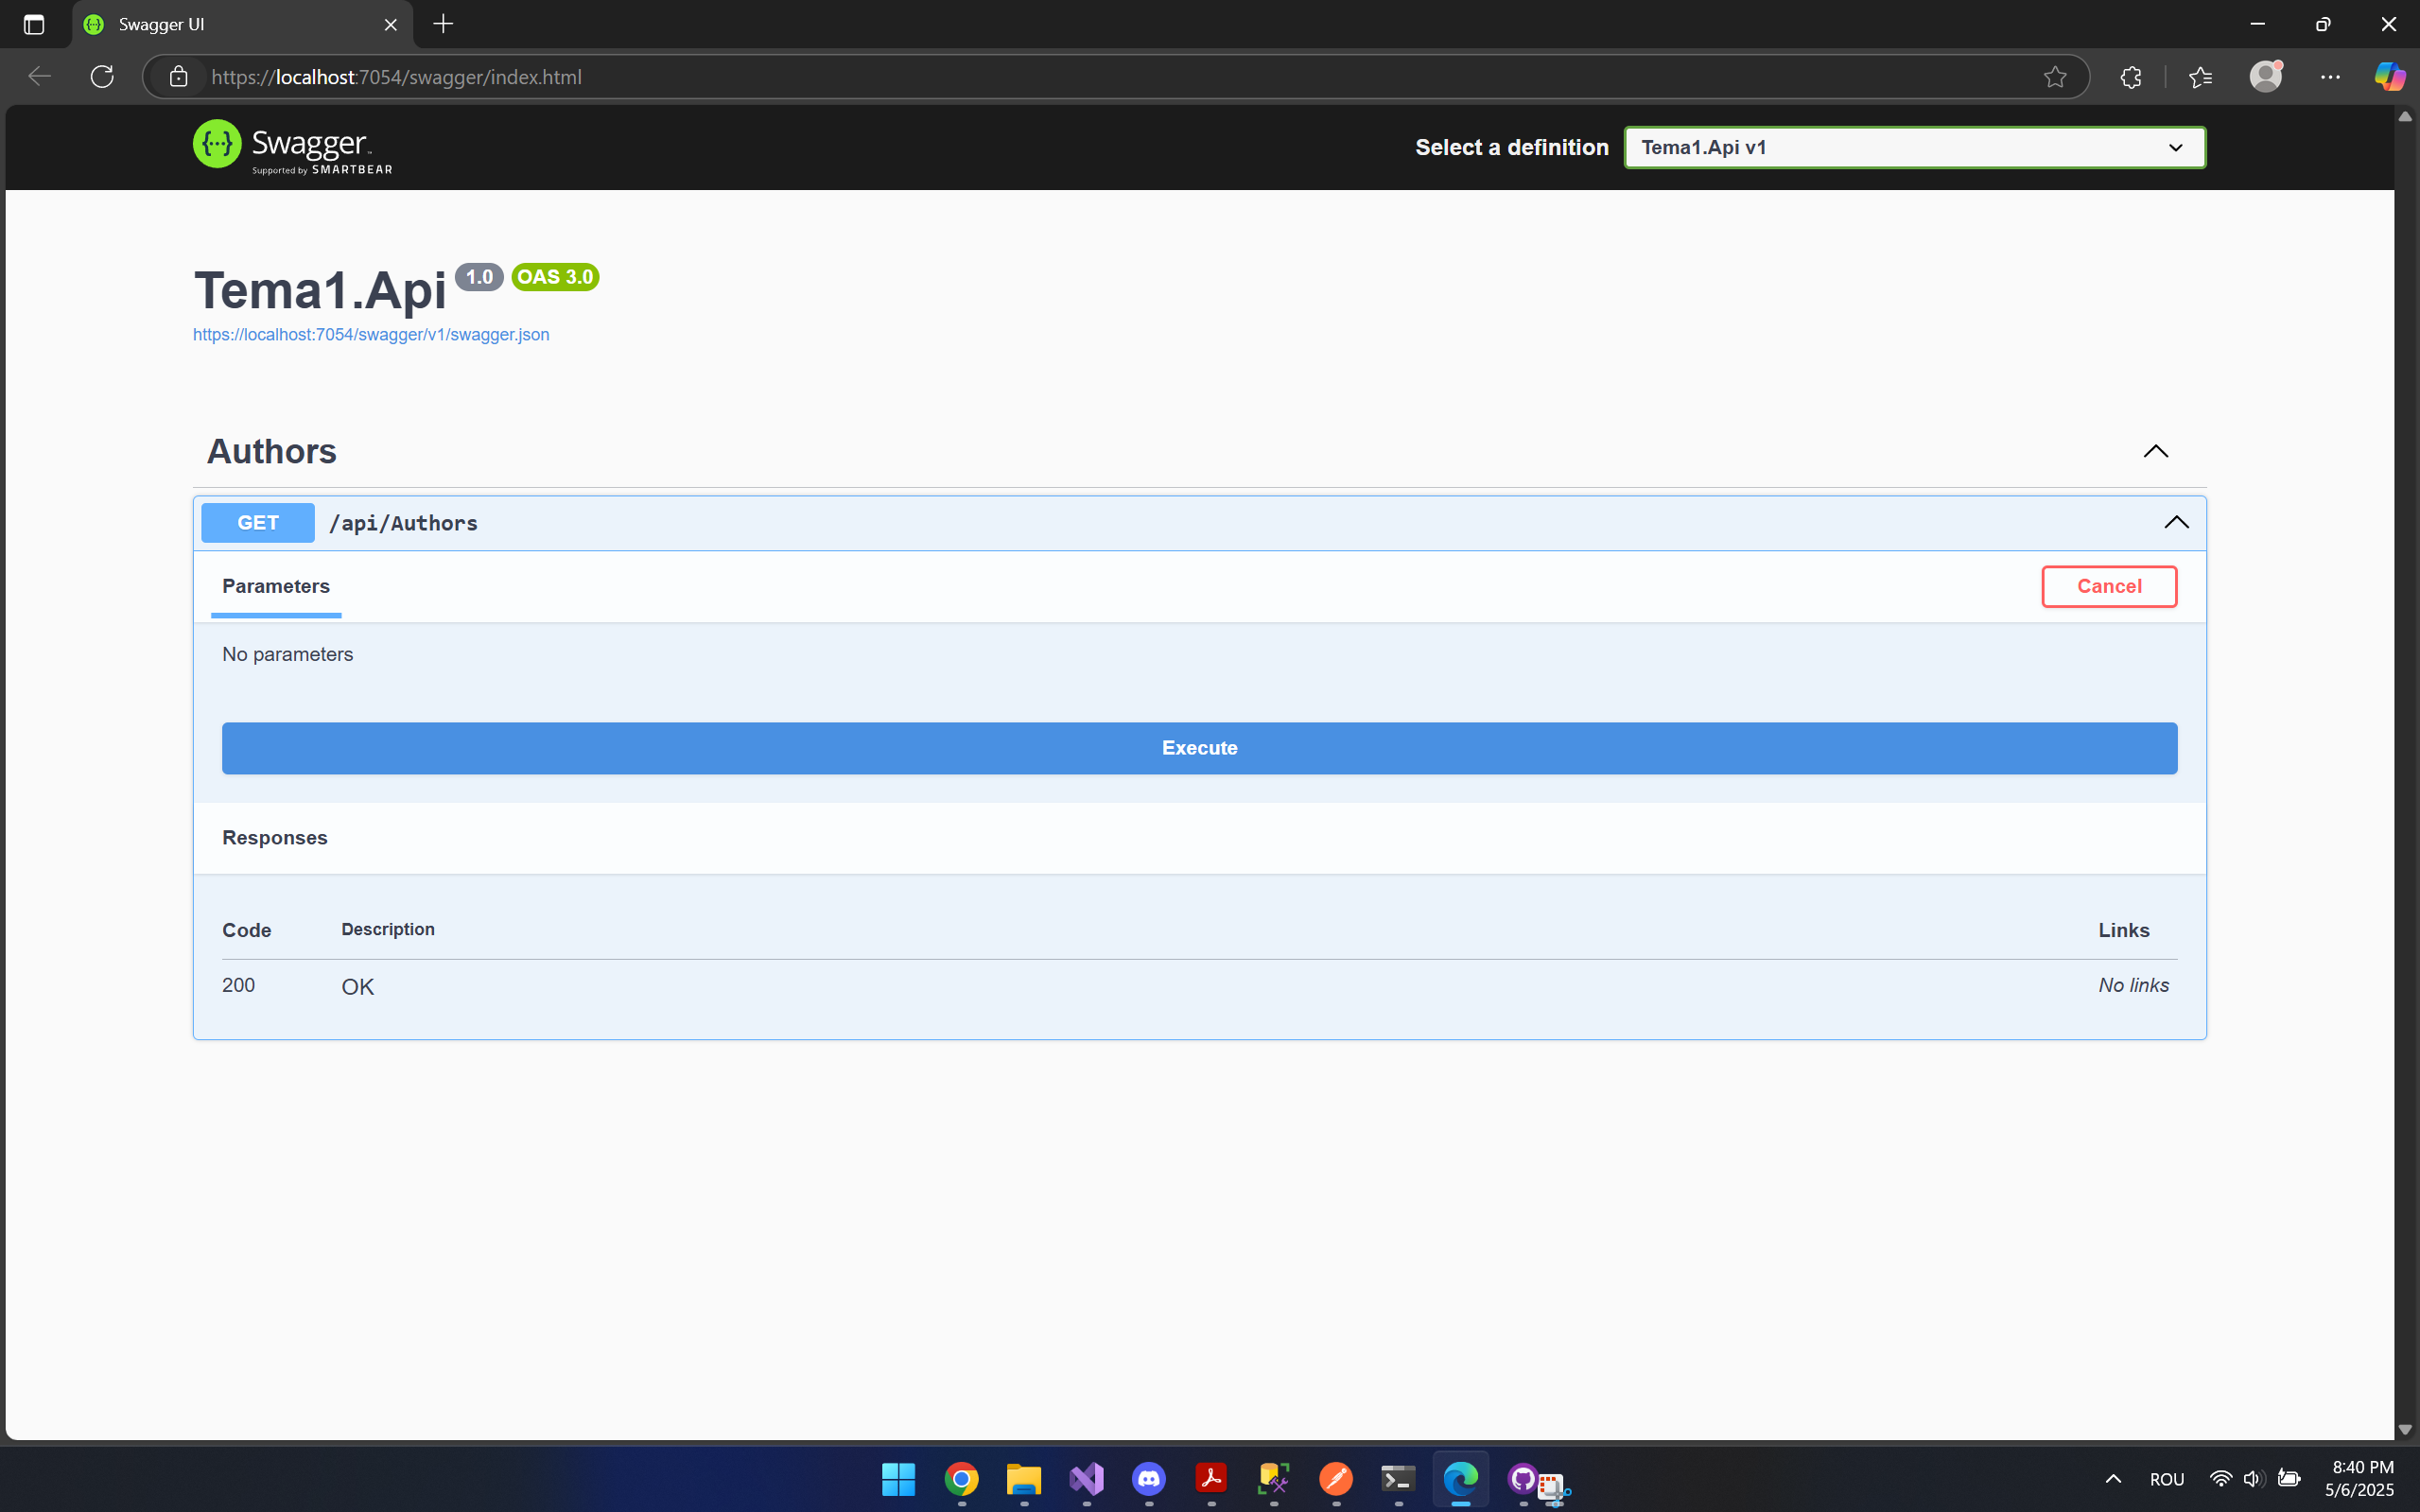 Swagger UI
https://localhost:7054/swagger/index.html
Swagger
Supported by SMARTBEAR
Select a definition
Tema1.Api v1
Tema1.Api 1.0 OAS 3.0
https://localhost:7054/swagger/v1/swagger.json
Authors
GET /api/Authors
Parameters
Cancel
No parameters
Execute
Responses
Code Description Links
200 OK No links
ROU
8:40 PM
5/6/2025